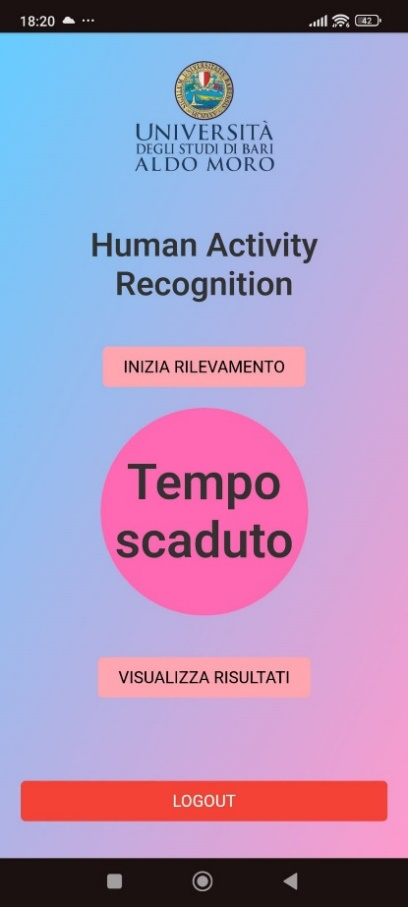 18:20
42
UNIVERSITÀ
DEGLI STUDI DI BARI
ALDO MORO
Human Activity
Recognition
INIZIA RILEVAMENTO
Tempo
scaduto
VISUALIZZA RISULTATI
LOGOUT